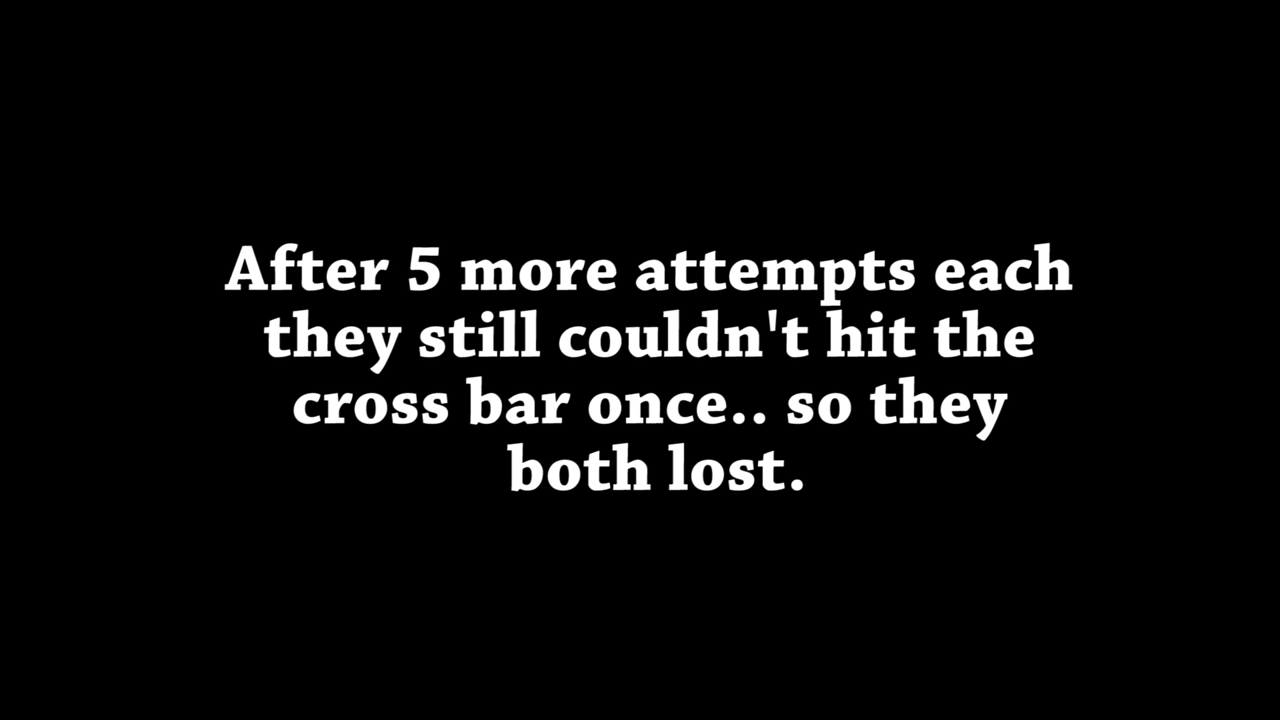 After 5 more attempts each
they still couldn't hit the
cross bar once.. so they
both lost.